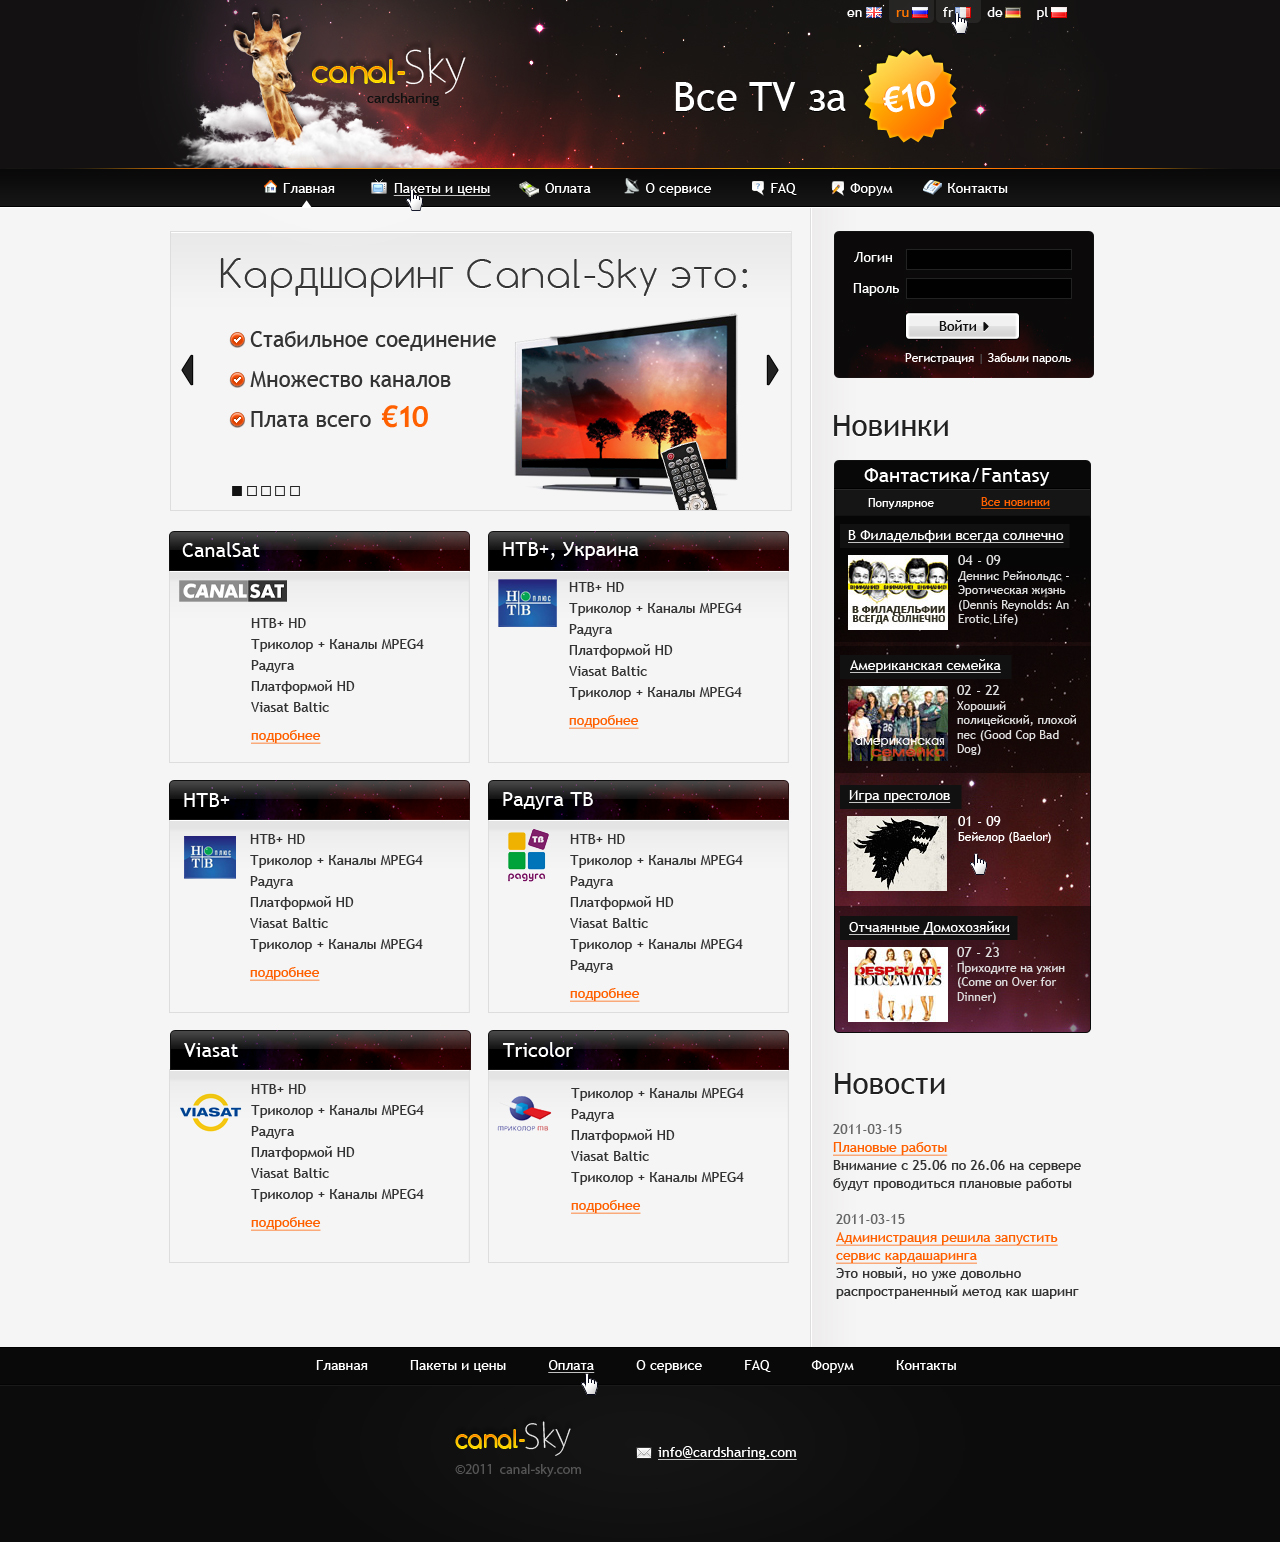 en ru fr de pl
canal-Sky
cardsharing
Все TV за €10
Главная Пакеты и цены Оплата О сервисе FAQ Форум Контакты
Кардшаринг Canal-Sky это:
Стабильное соединение
Множество каналов
Плата всего €10
Логин
Пароль
Войти
Регистрация | Забыли пароль
Новинки
Фантастика/Fantasy
Популярное Все новинки
В Филадельфии всегда солнечно
ВНИМАНИЕ ВНИМАНИЕ ВНИМАНИЕ
В ФИЛАДЕЛЬФИИ
ВСЕГДА СОЛНЕЧНО
04 - 09
Деннис Рейнольдс -
Эротическая жизнь
(Dennis Reynolds: An
Erotic Life)
Американская семейка
американская
семейка
02 - 22
Хороший
полицейский, плохой
пес (Good Cop Bad
Dog)
Игра престолов
01 - 09
Бейелор (Baelor)
Отчаянные Домохозяйки
DESPERATE
HOUSEWIVES
07 - 23
Приходите на ужин
(Come on Over for
Dinner)
CanalSat
CANALSAT
НТВ+ HD
Триколор + Каналы MPEG4
Радуга
Платформой HD
Viasat Baltic
подробнее
НТВ+, Украина
НТВ ПЛЮС
НТВ+ HD
Триколор + Каналы MPEG4
Радуга
Платформой HD
Viasat Baltic
Триколор + Каналы MPEG4
подробнее
НТВ+
НТВ ПЛЮС
НТВ+ HD
Триколор + Каналы MPEG4
Радуга
Платформой HD
Viasat Baltic
Триколор + Каналы MPEG4
подробнее
Радуга ТВ
ТВ
радуга
НТВ+ HD
Триколор + Каналы MPEG4
Радуга
Платформой HD
Viasat Baltic
Триколор + Каналы MPEG4
Радуга
подробнее
Viasat
VIASAT
НТВ+ HD
Триколор + Каналы MPEG4
Радуга
Платформой HD
Viasat Baltic
Триколор + Каналы MPEG4
подробнее
Tricolor
ТРИКОЛОР ТВ
Триколор + Каналы MPEG4
Радуга
Платформой HD
Viasat Baltic
Триколор + Каналы MPEG4
подробнее
Новости
2011-03-15
Плановые работы
Внимание с 25.06 по 26.06 на сервере
будут проводиться плановые работы
2011-03-15
Администрация решила запустить
сервис кардашаринга
Это новый, но уже довольно
распространенный метод как шаринг
Главная Пакеты и цены Оплата О сервисе FAQ Форум Контакты
canal-Sky
©2011 canal-sky.com
info@cardsharing.com